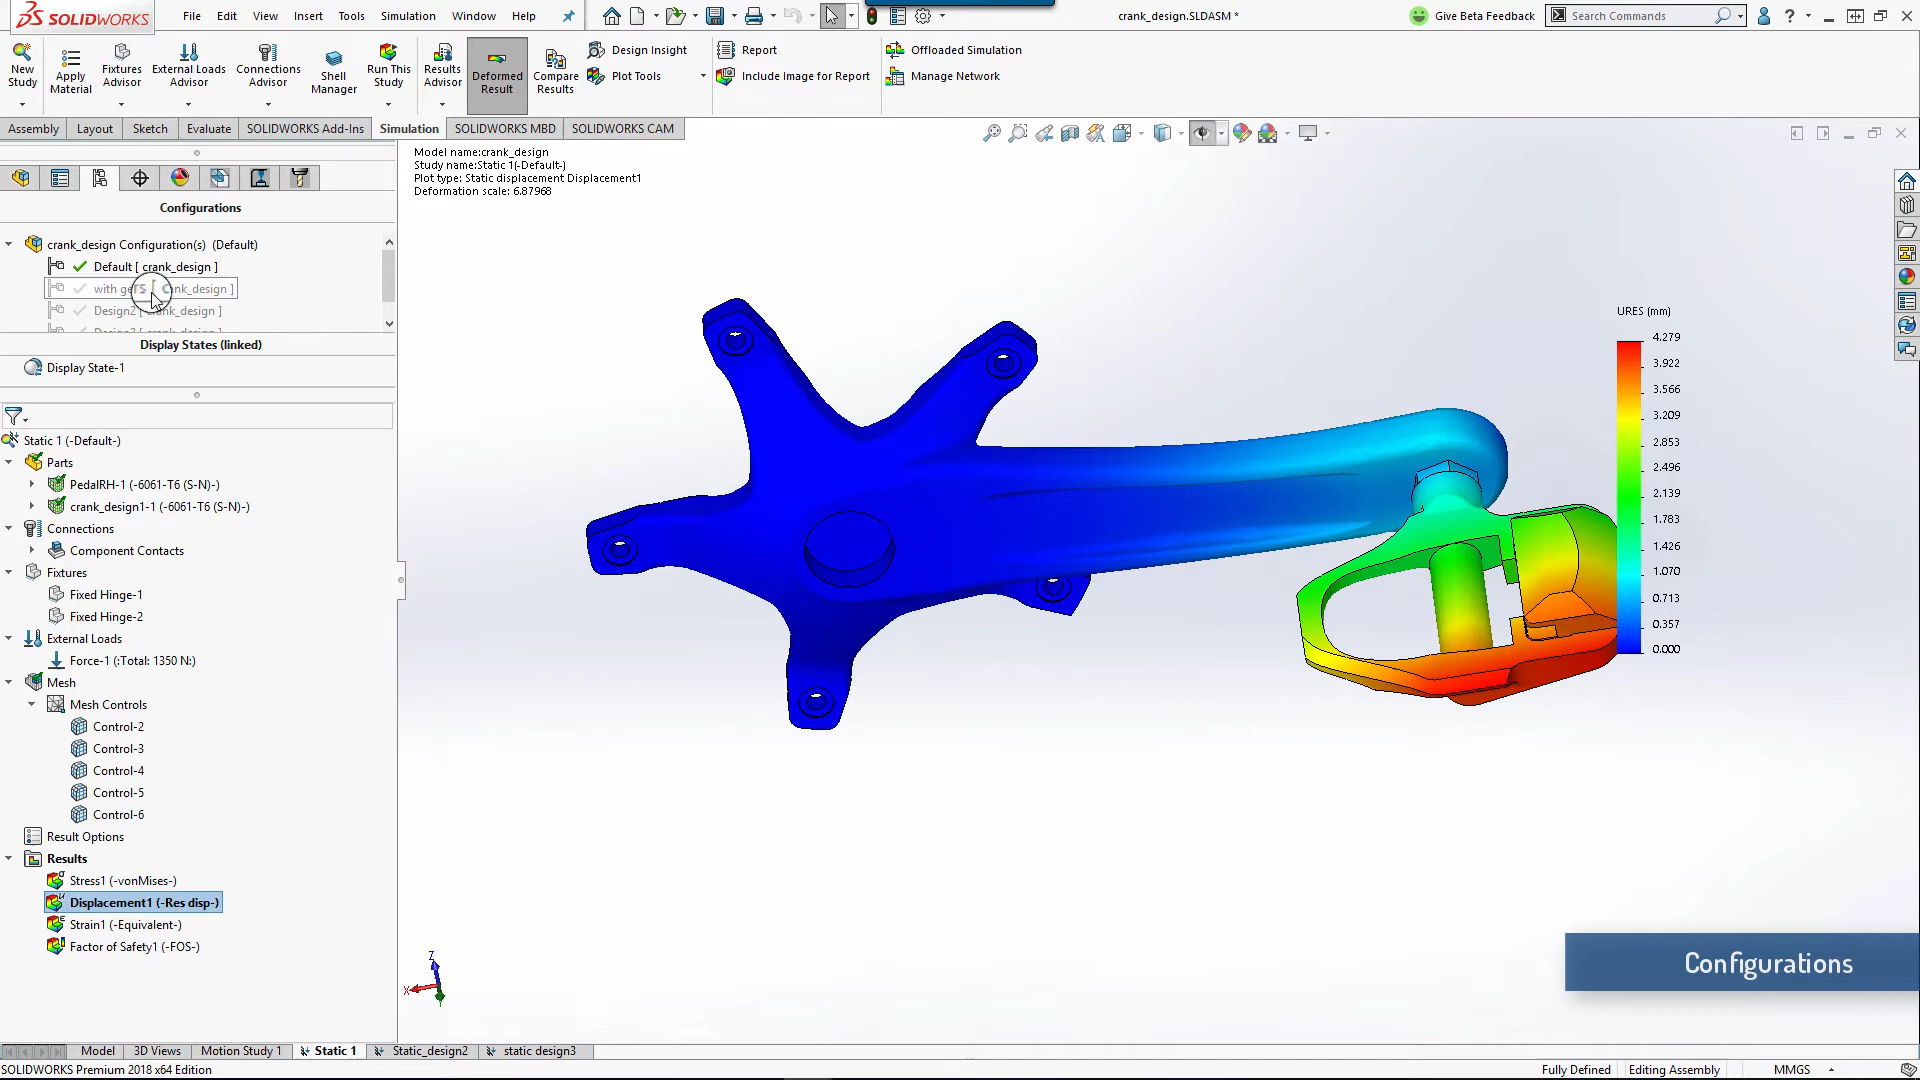 SOLIDWORKS
File Edit View Insert Tools Simulation Window Help
crank_design.SLDASM *
Give Beta Feedback
Search Commands
New Study
Apply Material
Fixtures Advisor
External Loads Advisor
Connections Advisor
Shell Manager
Run This Study
Results Advisor
Deformed Result
Compare Results
Design Insight
Plot Tools
Report
Include Image for Report
Offloaded Simulation
Manage Network
Assembly Layout Sketch Evaluate SOLIDWORKS Add-Ins Simulation SOLIDWORKS MBD SOLIDWORKS CAM
Configurations
crank_design Configuration(s) (Default)
Default [ crank_design ]
with
Design2 [
Display States (linked)
Display State-1
Static 1 (-Default-)
Parts
PedalRH-1 (-6061-T6 (S-N)-)
crank_design1-1 (-6061-T6 (S-N)-)
Connections
Component Contacts
Fixtures
Fixed Hinge-1
Fixed Hinge-2
External Loads
Force-1 (:Total: 1350 N:)
Mesh
Mesh Controls
Control-2
Control-3
Control-4
Control-5
Control-6
Result Options
Results
Stress1 (-vonMises-)
Displacement1 (-Res disp-)
Strain1 (-Equivalent-)
Factor of Safety1 (-FOS-)
Model name:crank_design
Study name:Static 1(-Default-)
Plot type: Static displacement Displacement1
Deformation scale: 6.87968
URES (mm)
4.279
3.922
3.566
3.209
2.853
2.496
2.139
1.783
1.426
1.070
0.713
0.357
0.000
Z
X
Configurations
Model 3D Views Motion Study 1 Static 1 Static_design2 static design3
SOLIDWORKS Premium 2018 x64 Edition
Fully Defined Editing Assembly MMGS